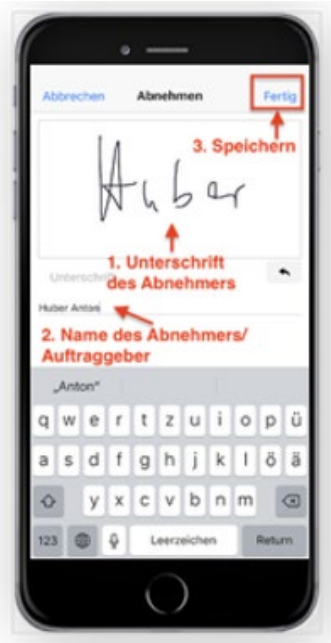 Abbrechen Abnehmen Fertig
3. Speichern
Huber
1. Unterschrift
des Abnehmers
Unterschrift
Huber Anton
2. Name des Abnehmers/
Auftraggeber
„Anton“
q w e r t z u i o p ü
a s d f g h j k l ö ä
y x c v b n m
123 Leerzeichen Return